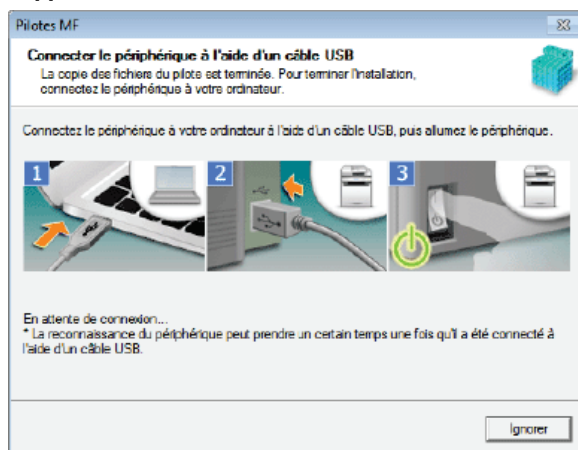 Pilotes MF
Connecter le périphérique à l'aide d'un câble USB
La copie des fichiers du pilote est terminée. Pour terminer l'installation,
connectez le périphérique à votre ordinateur.
Connectez le périphérique à votre ordinateur à l'aide d'un câble USB, puis allumez le périphérique.
1
2
3
En attente de connexion...
* La reconnaissance du périphérique peut prendre un certain temps une fois qu'il a été connecté à
l'aide d'un câble USB.
Ignorer